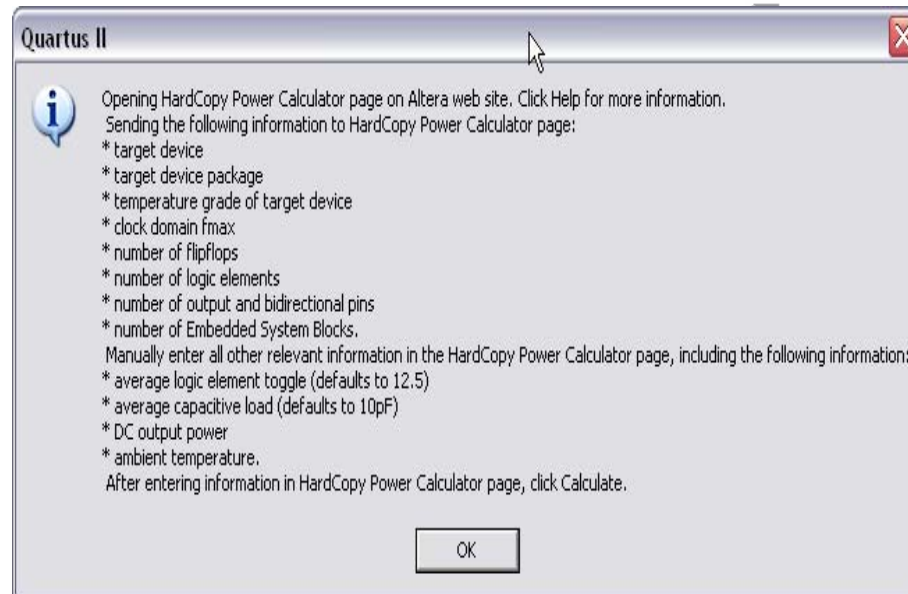 Quartus II
Opening HardCopy Power Calculator page on Altera web site. Click Help for more information.
Sending the following information to HardCopy Power Calculator page:
* target device
* target device package
* temperature grade of target device
* clock domain fmax
* number of flipflops
* number of logic elements
* number of output and bidirectional pins
* number of Embedded System Blocks.
Manually enter all other relevant information in the HardCopy Power Calculator page, including the following information:
* average logic element toggle (defaults to 12.5)
* average capacitive load (defaults to 10pF)
* DC output power
* ambient temperature.
After entering information in HardCopy Power Calculator page, click Calculate.
OK